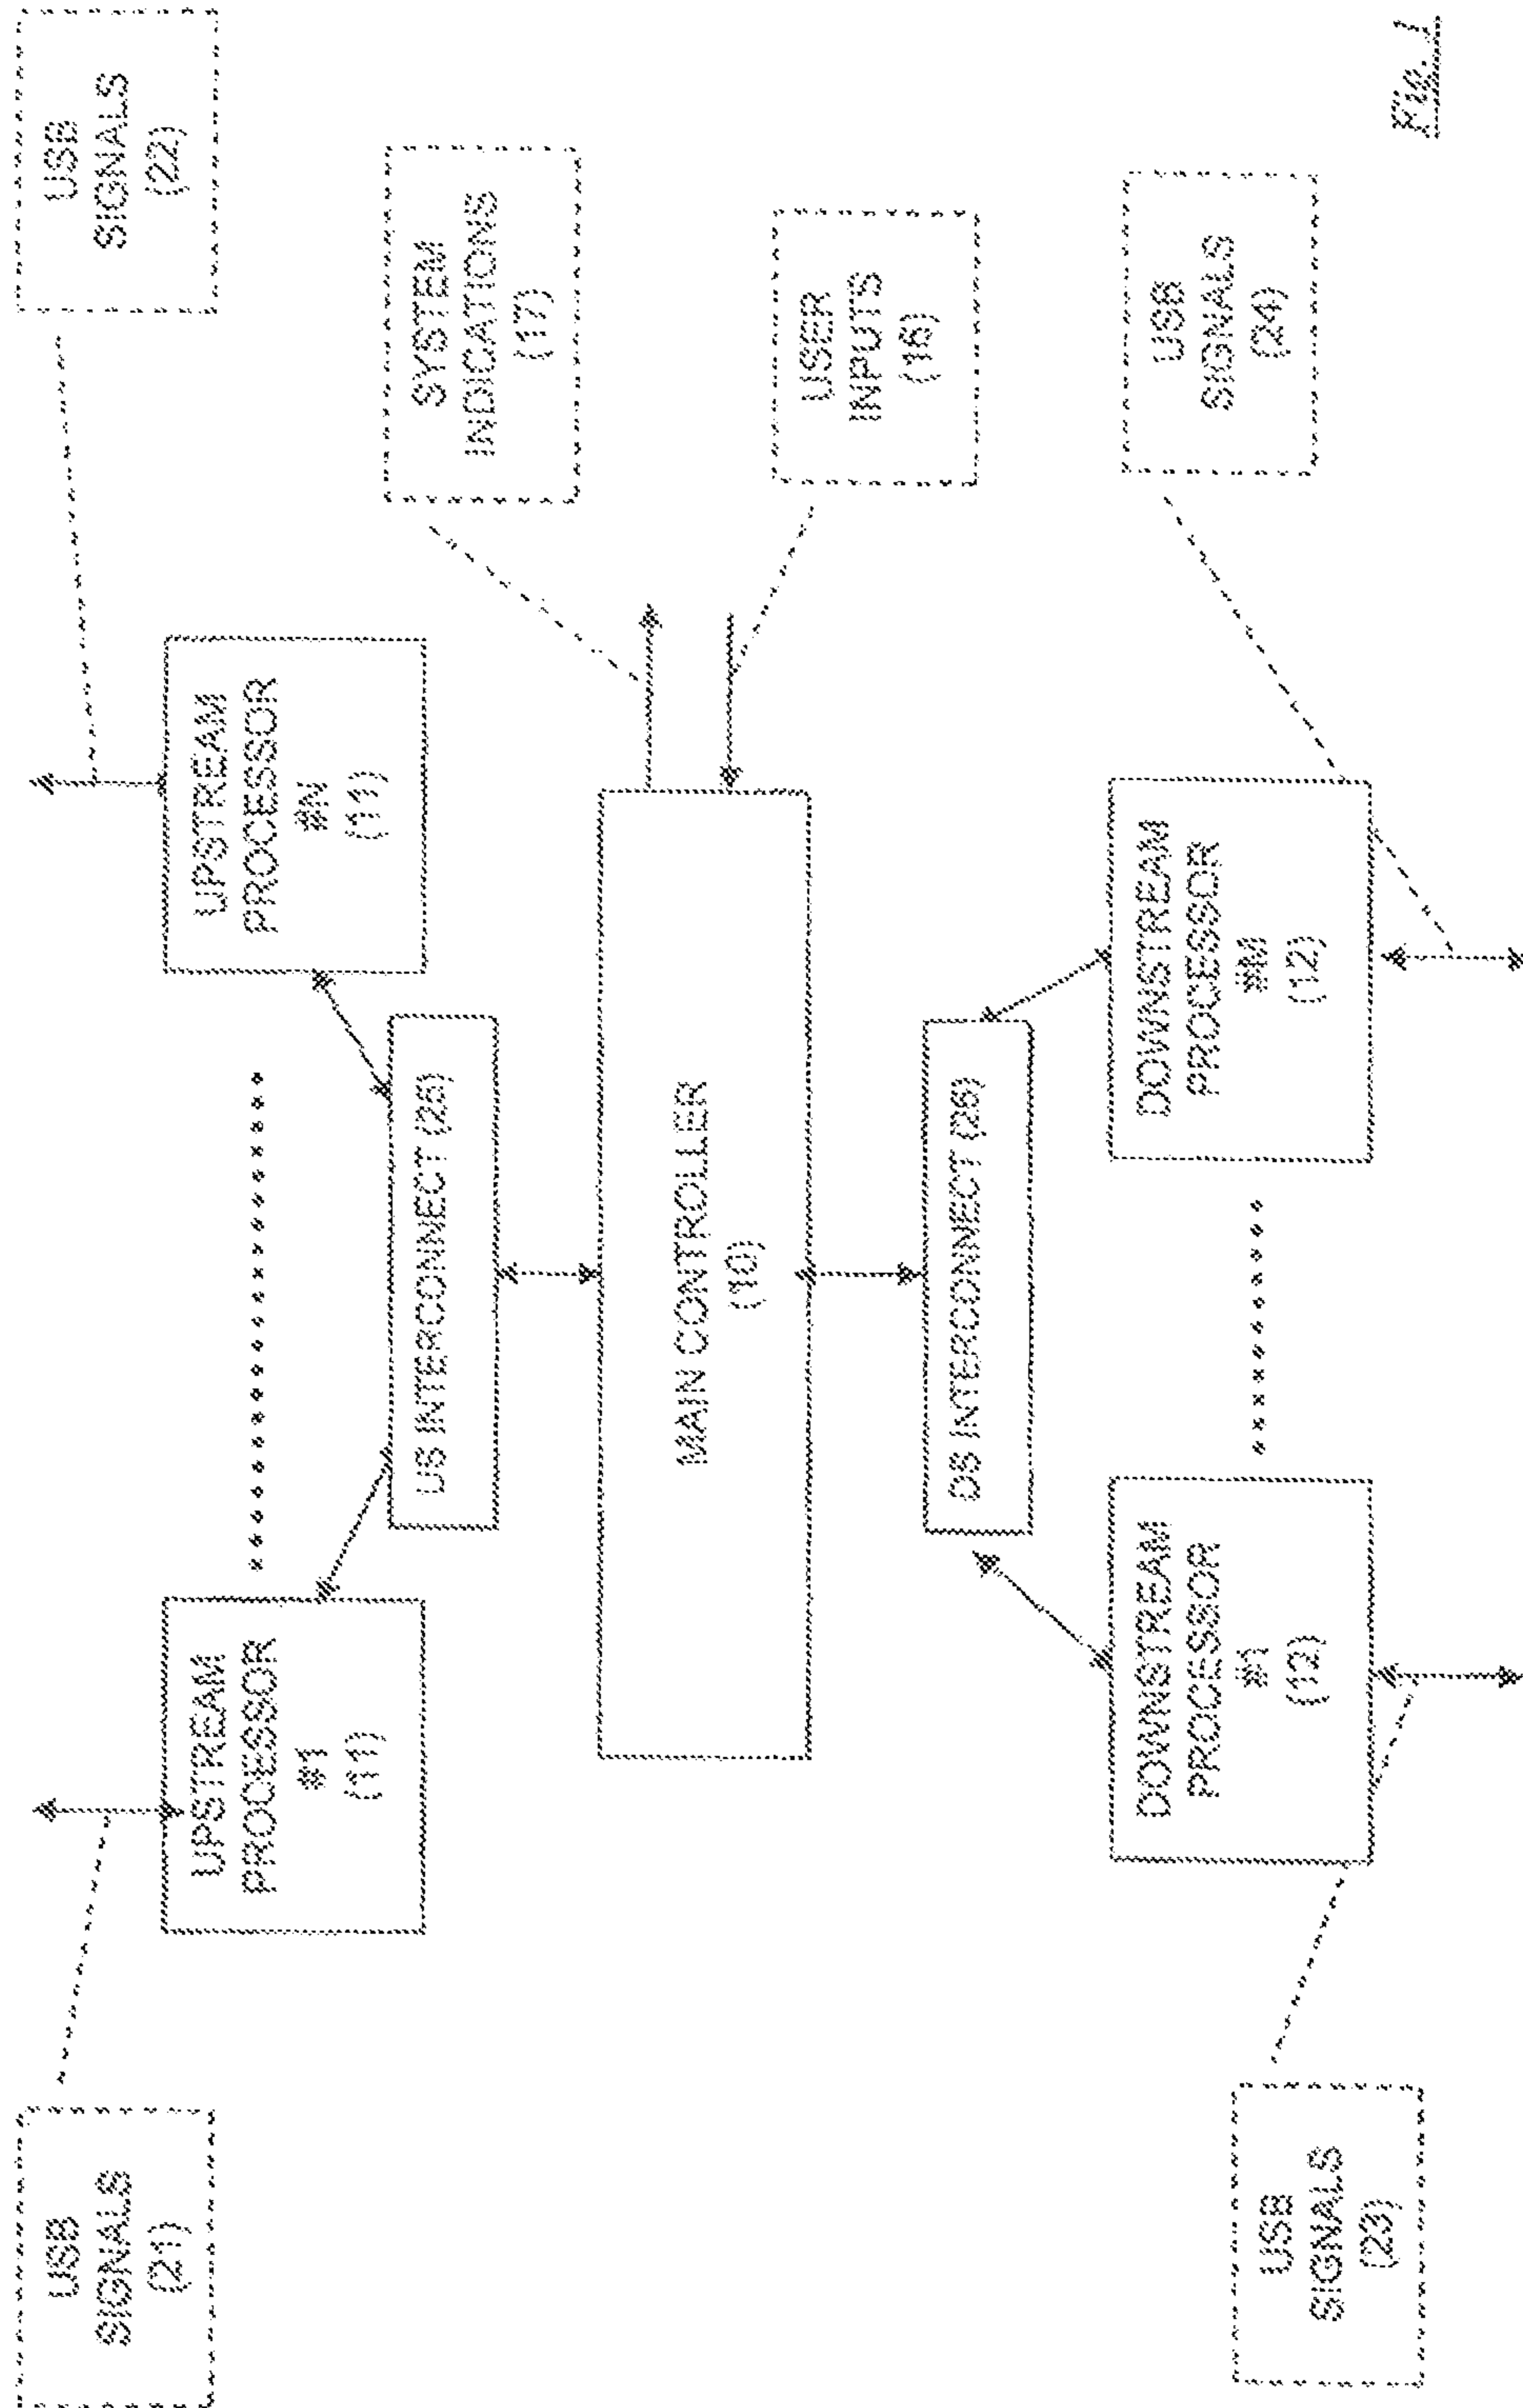 USB
SIGNALS
(21)
USB
SIGNALS
(22)
UPSTREAM
PROCESSOR
#1
(11)
UPSTREAM
PROCESSOR
#N
(11)
US INTERCONNECT (25)
SYSTEM
INDICATIONS
(17)
MAIN CONTROLLER
(10)
USER
INPUTS
(16)
DS INTERCONNECT (26)
DOWNSTREAM
PROCESSOR
#1
(12)
DOWNSTREAM
PROCESSOR
#M
(12)
USB
SIGNALS
(23)
USB
SIGNALS
(24)
Fig. 1